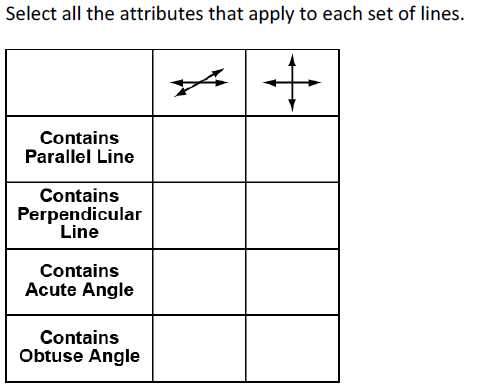 Select all the attributes that apply to each set of lines.
Contains
Parallel Line
Contains
Perpendicular
Line
Contains
Acute Angle
Contains
Obtuse Angle